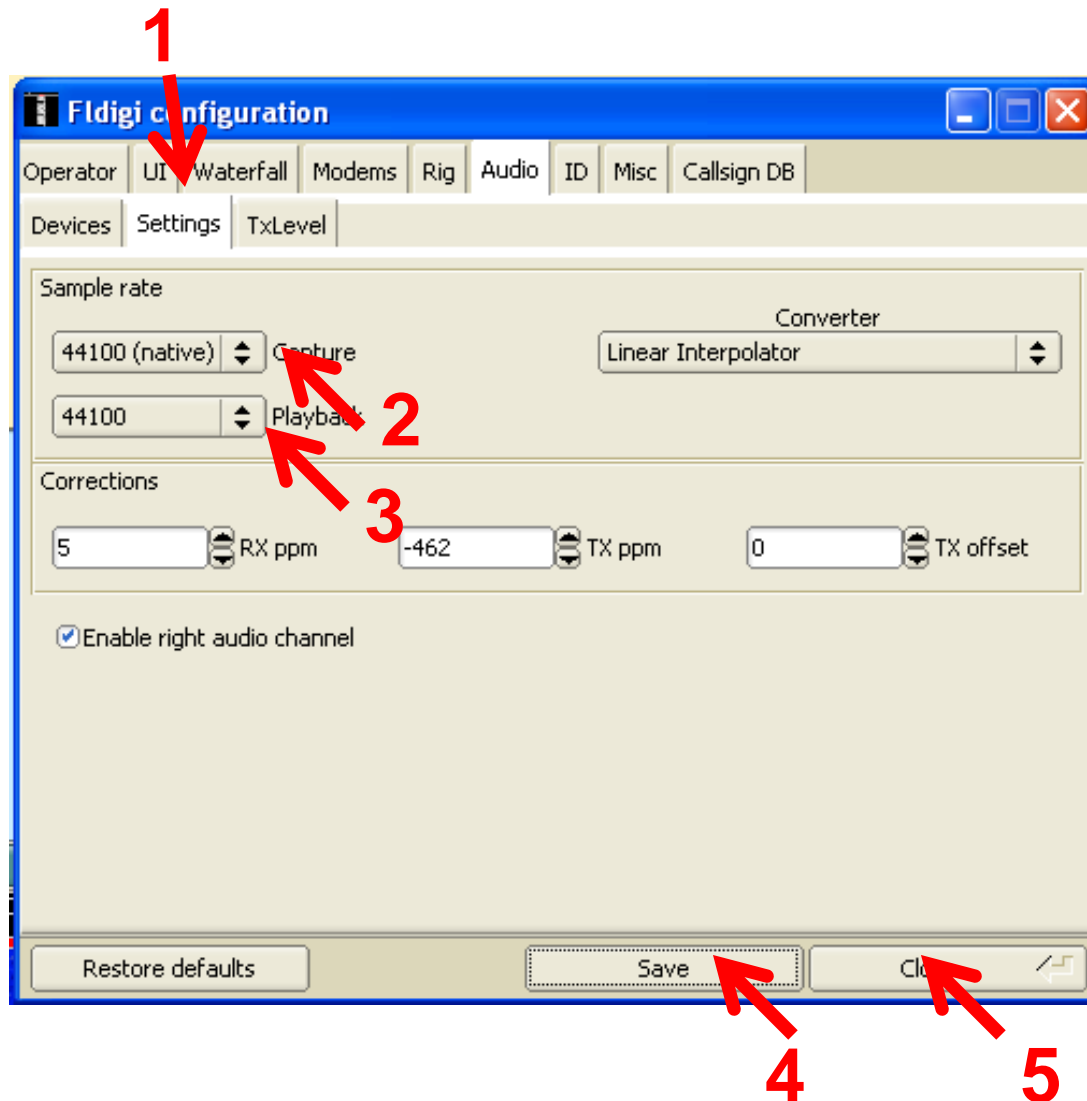 1
Fldigi configuration
Operator UI Waterfall Modems Rig Audio ID Misc Callsign DB
Devices Settings TxLevel
Sample rate
Converter
44100 (native) Capture Linear Interpolator
44100 Playback 2
Corrections
3
5 RX ppm -462 TX ppm 0 TX offset
Enable right audio channel
Restore defaults Save Close
4 5